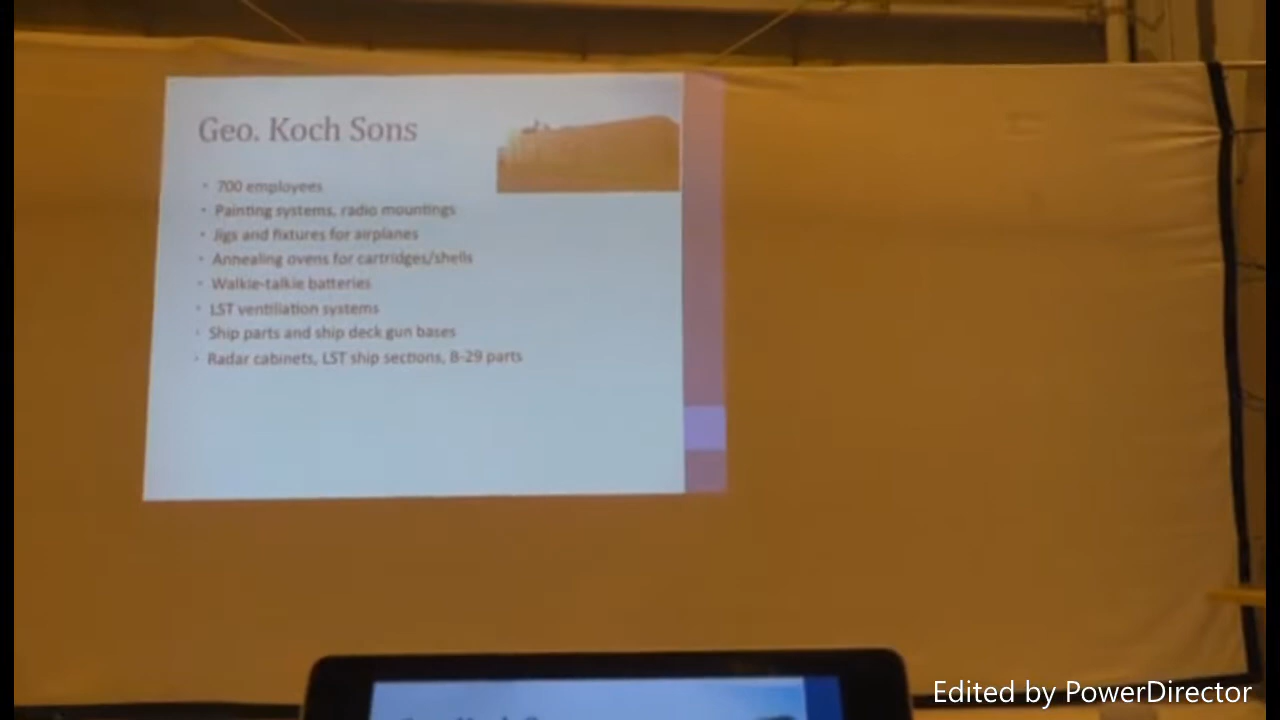 Geo. Koch Sons
• 700 employees
• Painting systems, radio mountings
• Jigs and fixtures for airplanes
• Annealing ovens for cartridges/shells
• Walkie-talkie batteries
• LST ventiliation systems
• Ship parts and ship deck gun bases
• Radar cabinets, LST ship sections, B-29 parts
Edited by PowerDirector